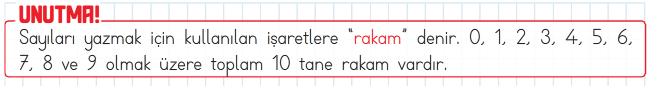 UNUTMA!
Sayıları yazmak için kullanılan işaretlere “rakam” denir. 0, 1, 2, 3, 4, 5, 6,
7, 8 ve 9 olmak üzere toplam 10 tane rakam vardır.